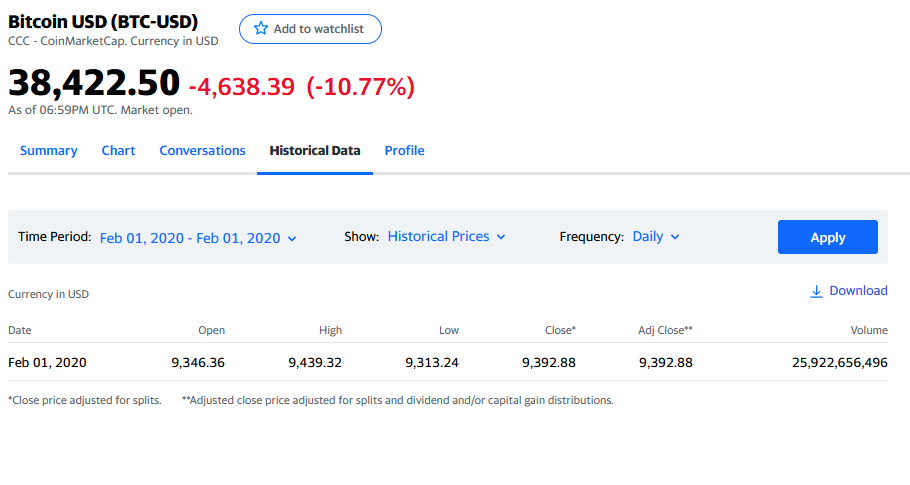 Bitcoin USD (BTC-USD)
Add to watchlist
CCC - CoinMarketCap. Currency in USD
38,422.50 -4,638.39 (-10.77%)
As of 06:59PM UTC. Market open.
Summary Chart Conversations Historical Data Profile
Time Period: Feb 01, 2020 - Feb 01, 2020 Show: Historical Prices Frequency: Daily Apply
Currency in USD Download
Date Open High Low Close* Adj Close** Volume
Feb 01, 2020 9,346.36 9,439.32 9,313.24 9,392.88 9,392.88 25,922,656,496
*Close price adjusted for splits. **Adjusted close price adjusted for splits and dividend and/or capital gain distributions.